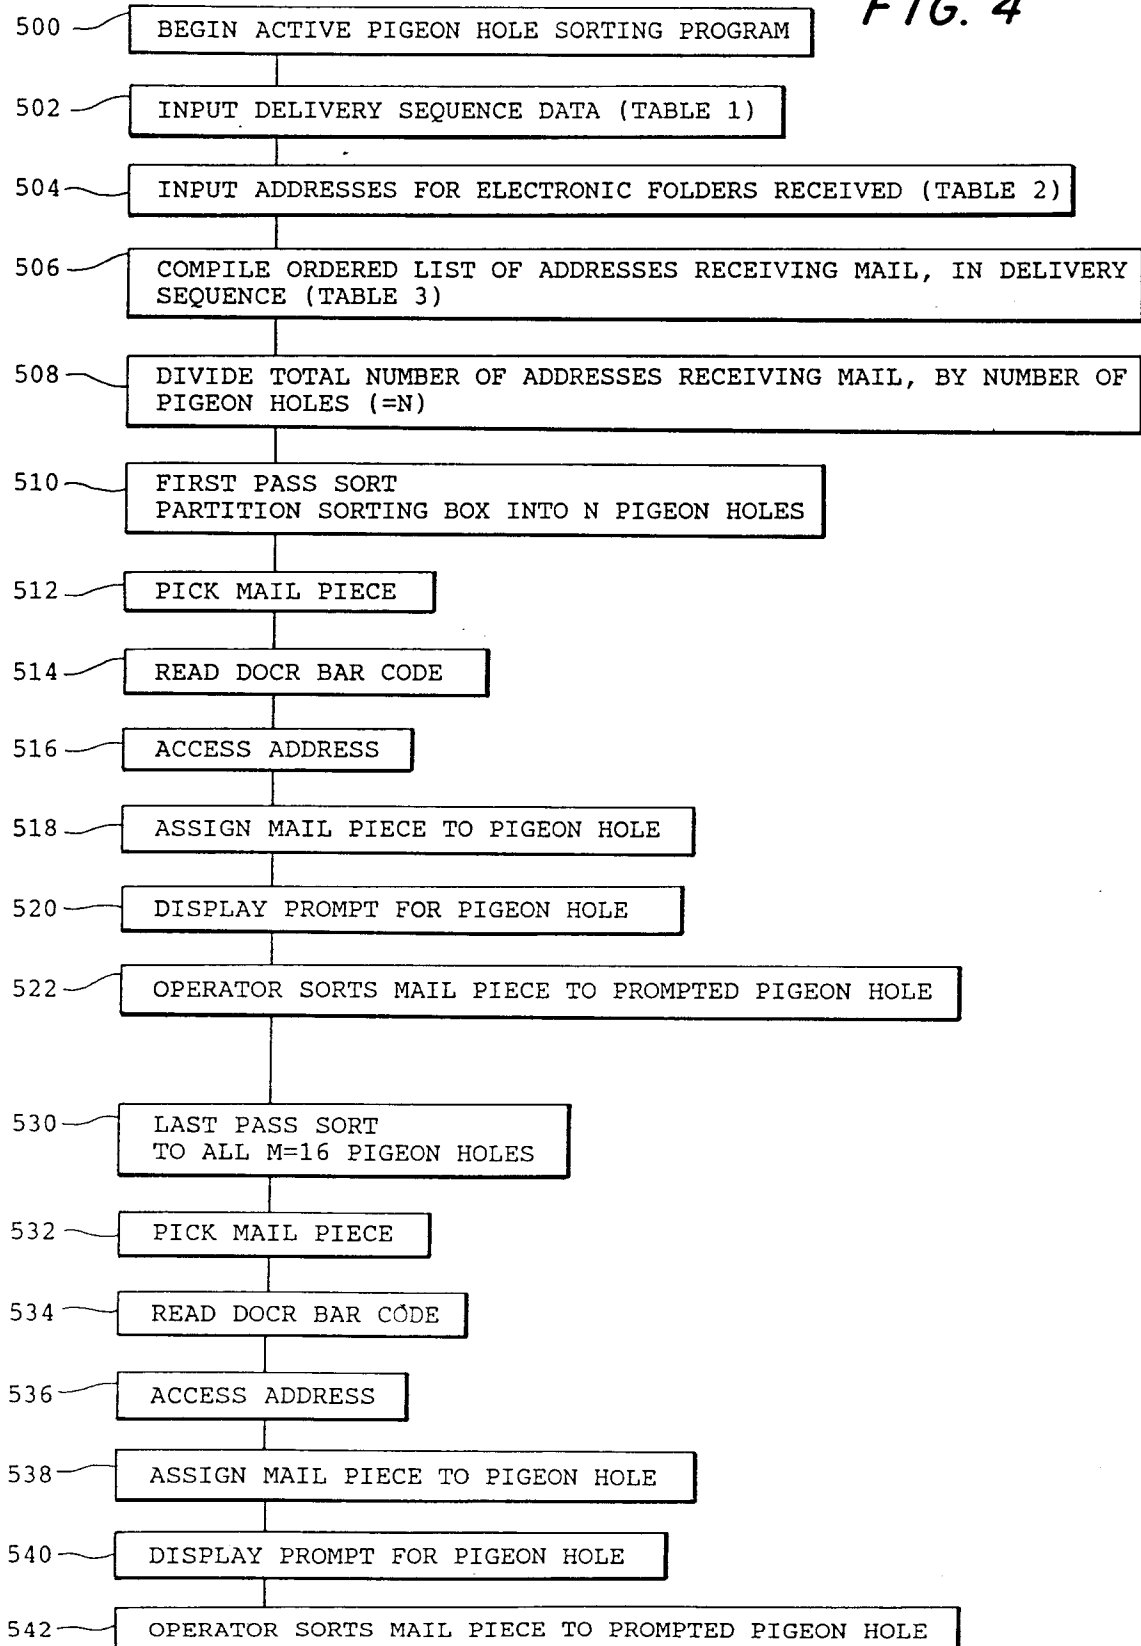 FIG. 4
500 BEGIN ACTIVE PIGEON HOLE SORTING PROGRAM
502 INPUT DELIVERY SEQUENCE DATA (TABLE 1)
504 INPUT ADDRESSES FOR ELECTRONIC FOLDERS RECEIVED (TABLE 2)
506 COMPILE ORDERED LIST OF ADDRESSES RECEIVING MAIL, IN DELIVERY
SEQUENCE (TABLE 3)
508 DIVIDE TOTAL NUMBER OF ADDRESSES RECEIVING MAIL, BY NUMBER OF
PIGEON HOLES (=N)
510 FIRST PASS SORT
PARTITION SORTING BOX INTO N PIGEON HOLES
512 PICK MAIL PIECE
514 READ DOCR BAR CODE
516 ACCESS ADDRESS
518 ASSIGN MAIL PIECE TO PIGEON HOLE
520 DISPLAY PROMPT FOR PIGEON HOLE
522 OPERATOR SORTS MAIL PIECE TO PROMPTED PIGEON HOLE
530 LAST PASS SORT
TO ALL M=16 PIGEON HOLES
532 PICK MAIL PIECE
534 READ DOCR BAR CODE
536 ACCESS ADDRESS
538 ASSIGN MAIL PIECE TO PIGEON HOLE
540 DISPLAY PROMPT FOR PIGEON HOLE
542 OPERATOR SORTS MAIL PIECE TO PROMPTED PIGEON HOLE